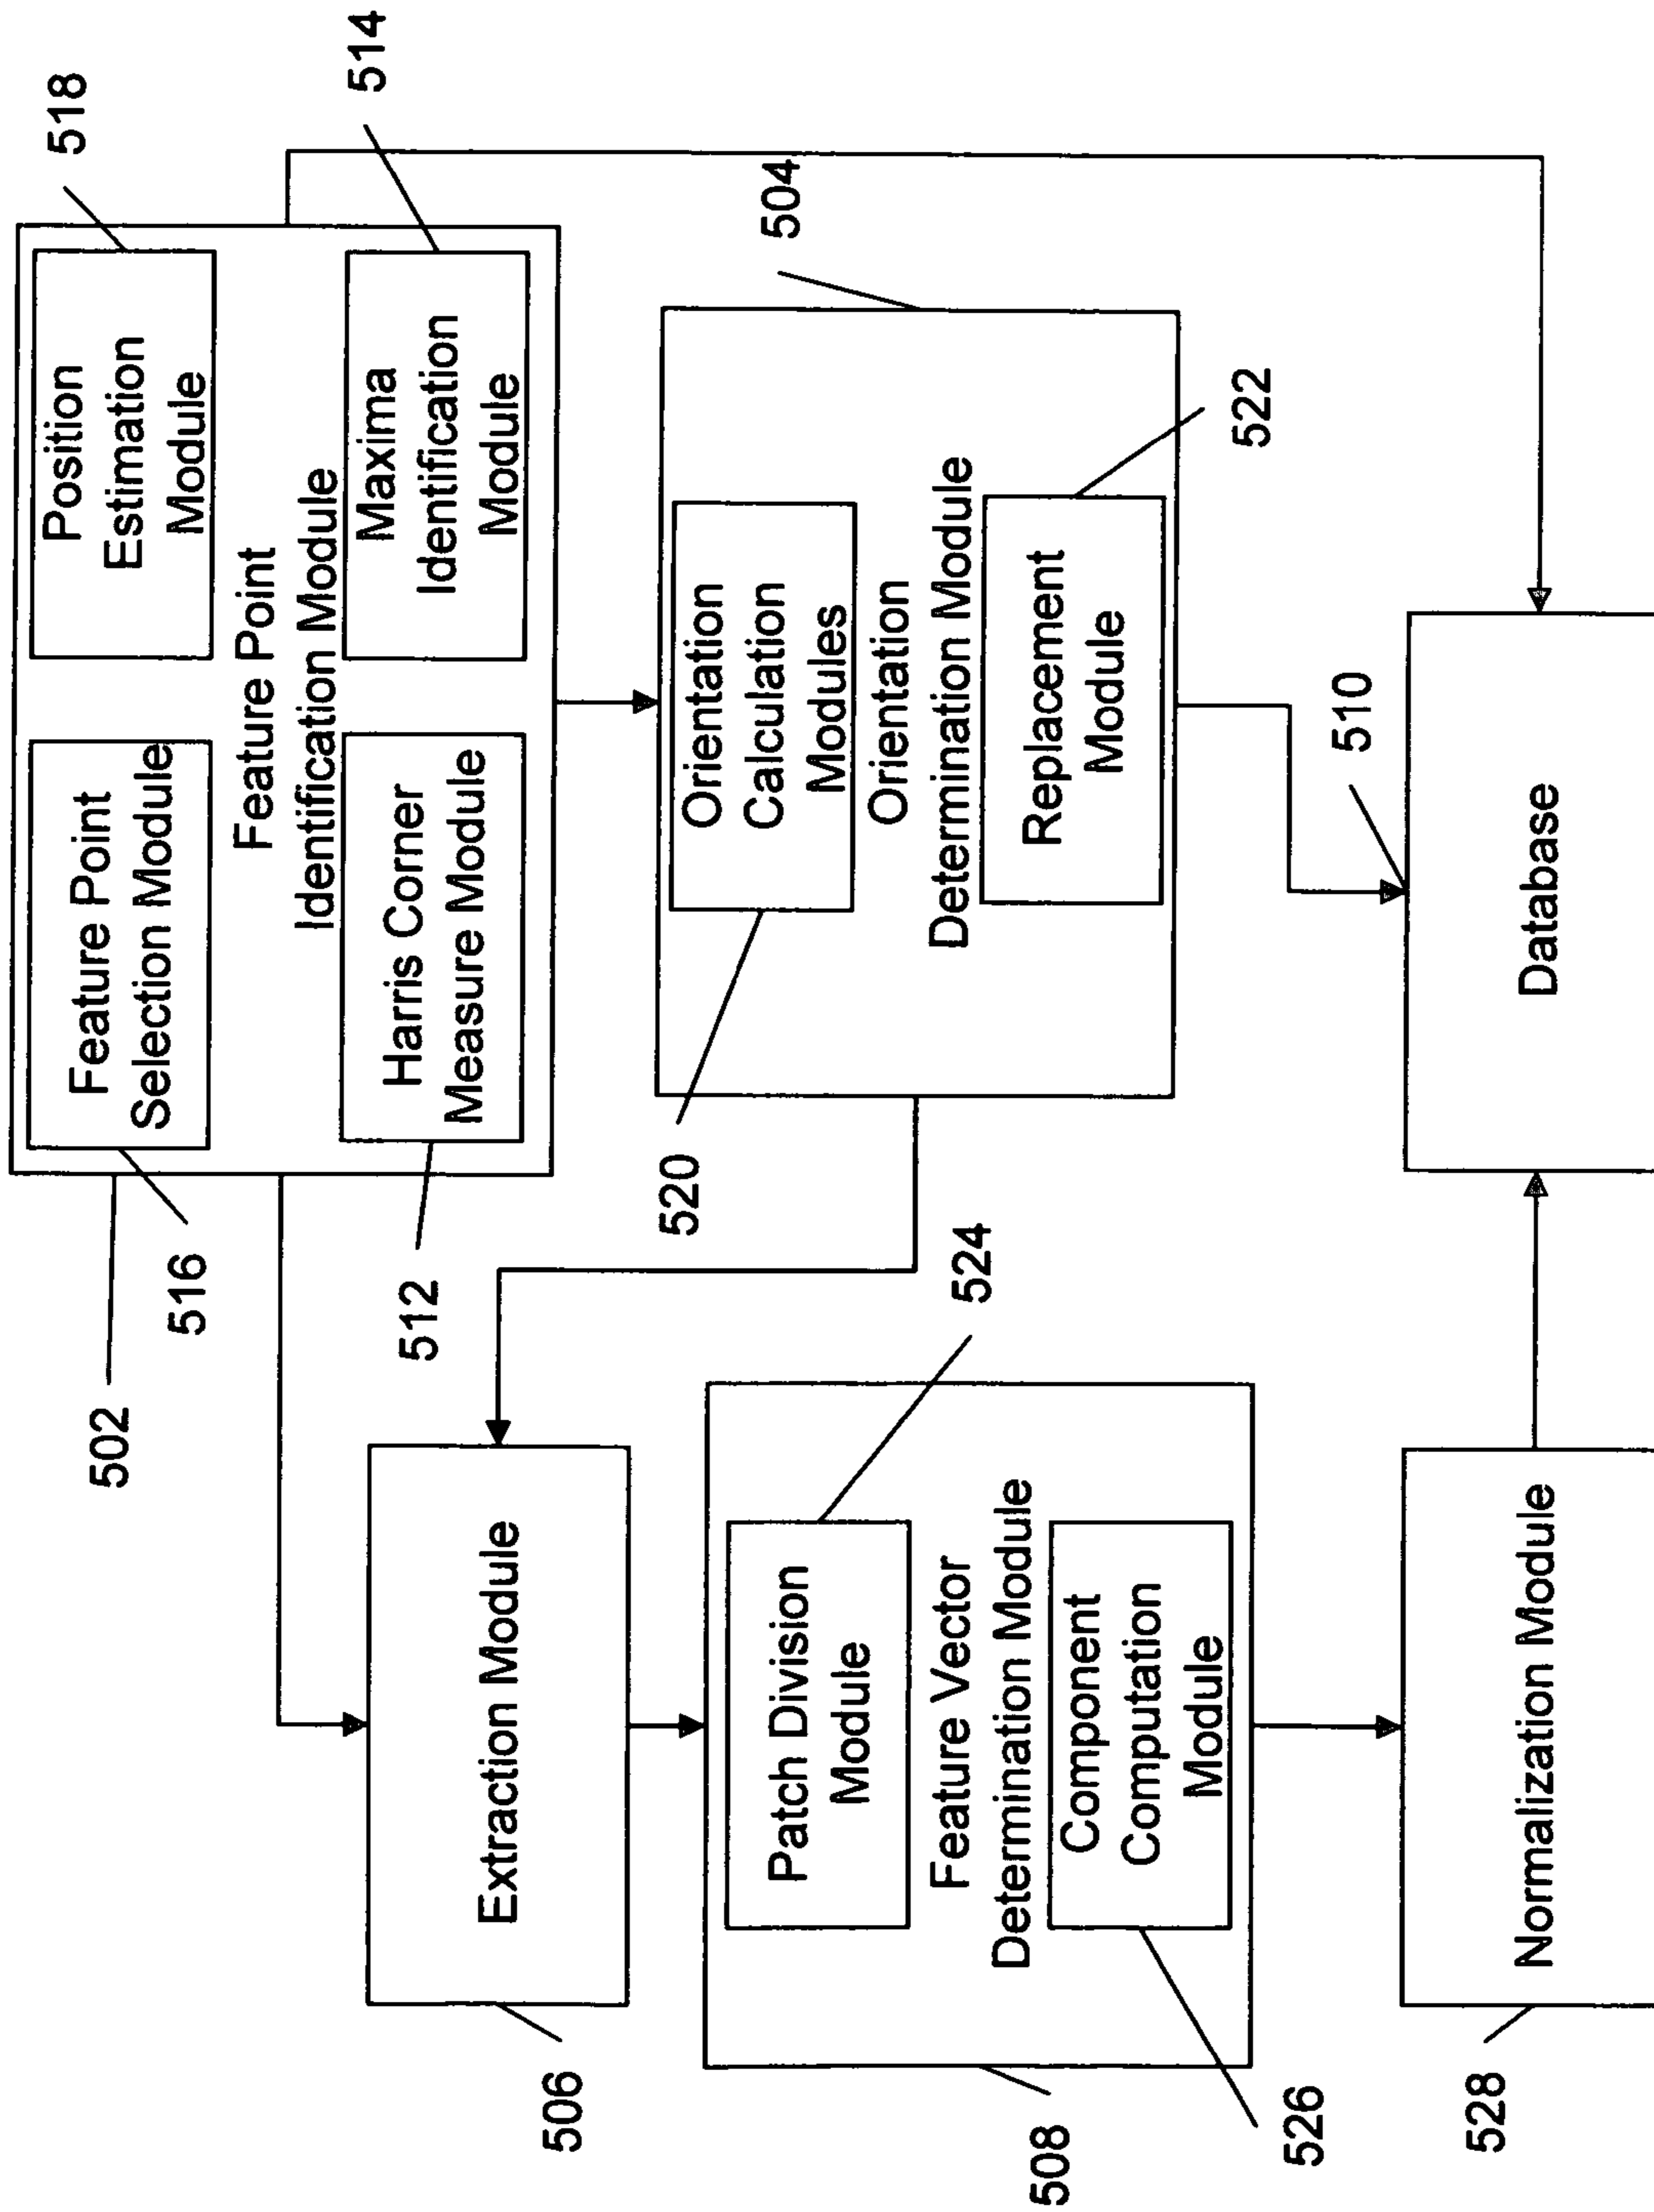 502
516
Feature Point
Selection Module
Position
Estimation
Module
518
Feature Point
Identification Module
512
Harris Corner
Measure Module
Maxima
Identification
Module
514
506
Extraction Module
504
520
Orientation
Calculation
Modules
Orientation
Determination Module
Replacement
Module
522
508
Patch Division
Module
524
Feature Vector
Determination Module
Component
Computation
Module
526
528
Normalization Module
510
Database